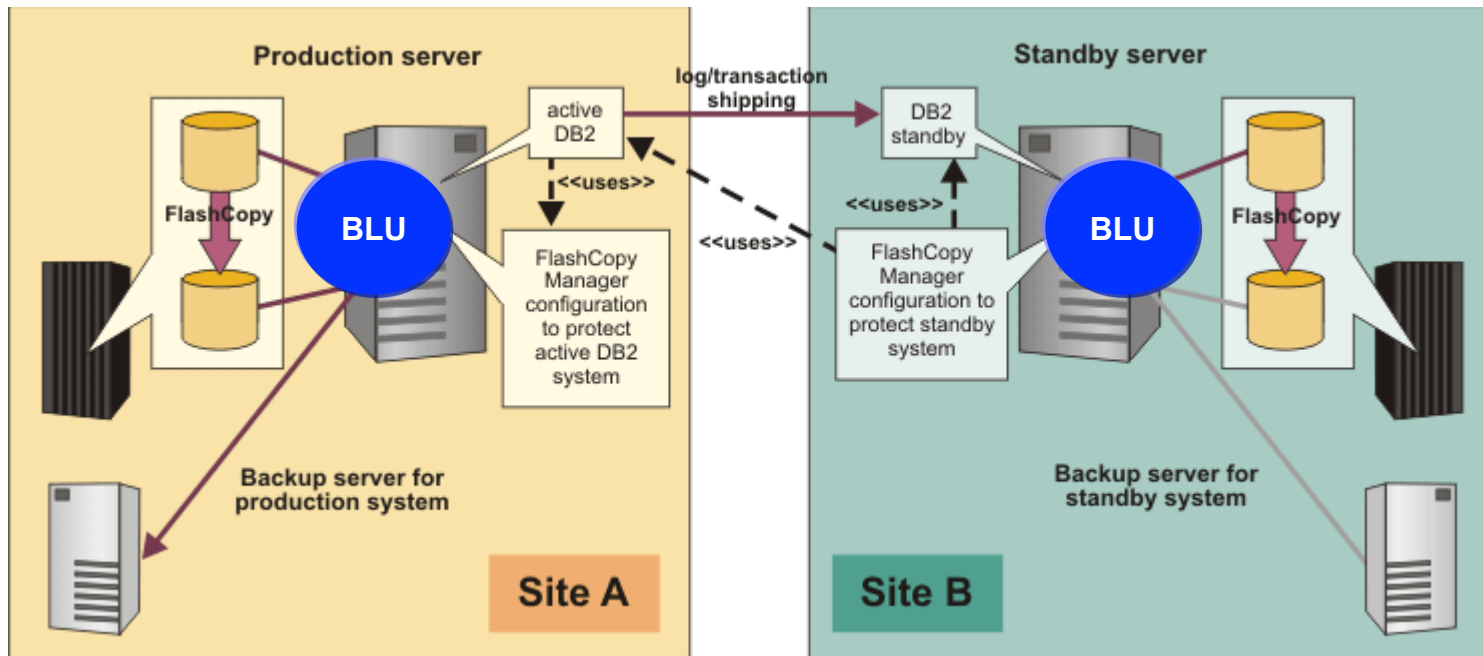 Production server
active
DB2
<<uses>>
FlashCopy
BLU
FlashCopy
Manager
configuration
to protect
active DB2
system
Backup server for
production system
Site A
log/transaction
shipping
<<uses>>
Standby server
DB2
standby
<<uses>>
FlashCopy
Manager
configuration to
protect standby
system
BLU
FlashCopy
Backup server for
standby system
Site B